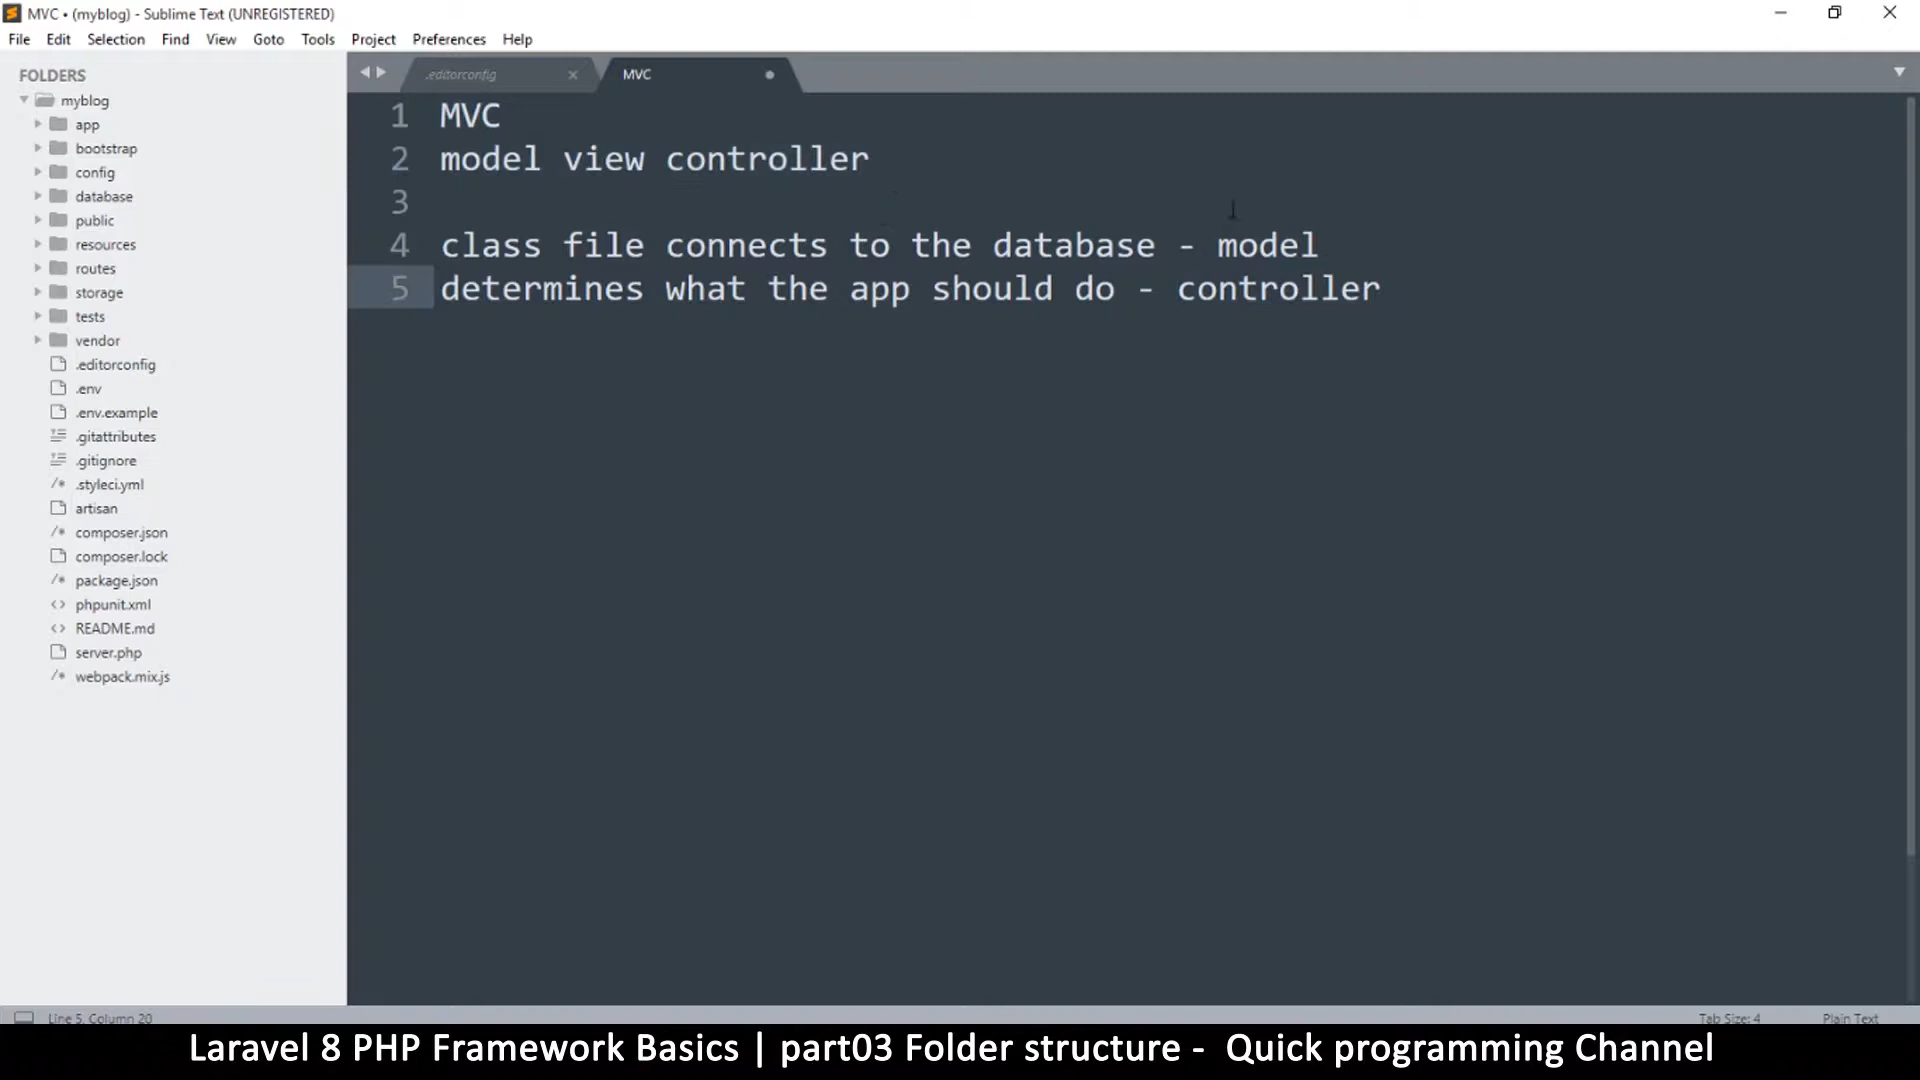 MVC • (myblog) - Sublime Text (UNREGISTERED)
File Edit Selection Find View Goto Tools Project Preferences Help
FOLDERS
myblog
app
bootstrap
config
database
public
resources
routes
storage
tests
vendor
.editorconfig
.env
.env.example
.gitattributes
.gitignore
.styleci.yml
artisan
composer.json
composer.lock
package.json
phpunit.xml
README.md
server.php
webpack.mix.js
.editorconfig MVC
1 MVC
2 model view controller
3
4 class file connects to the database - model
5 determines what the app should do - controller
Line 5, Column 20 Tab Size: 4 Plain Text
Laravel 8 PHP Framework Basics | part03 Folder structure - Quick programming Channel